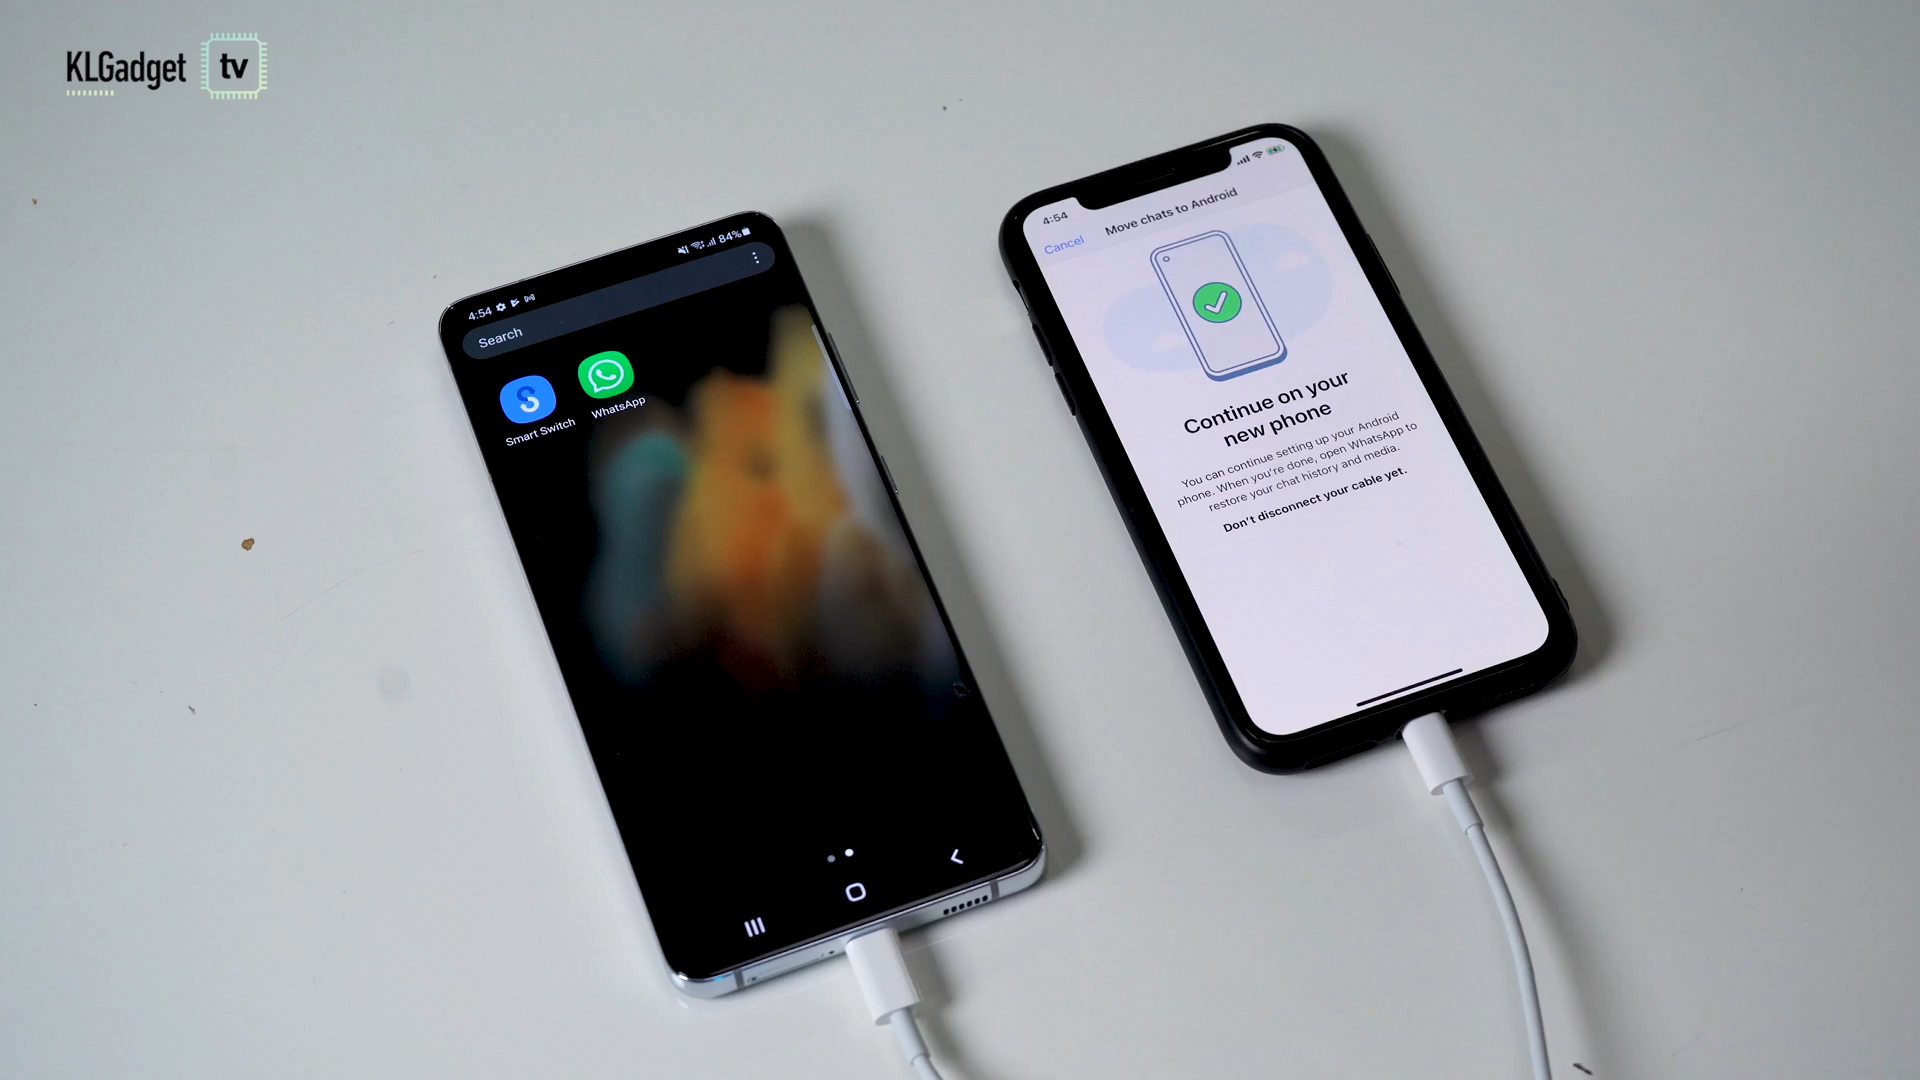 KLGadget tv
4:54 84%
Search
Smart Switch
WhatsApp
4:54
Cancel Move chats to Android
Continue on your
new phone
You can continue setting up your Android
phone. When you're done, open WhatsApp to
restore your chat history and media.
Don't disconnect your cable yet.